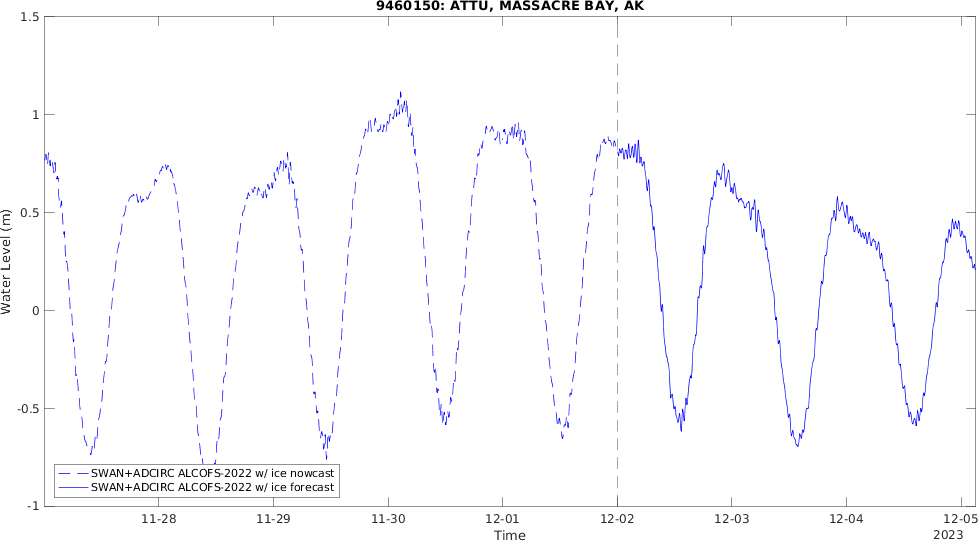 9460150: ATTU, MASSACRE BAY, AK
1.5
1
0.5
0
-0.5
-1
Water Level (m)
SWAN+ADCIRC ALCOFS-2022 w/ ice nowcast
SWAN+ADCIRC ALCOFS-2022 w/ ice forecast
11-28 11-29 11-30 12-01 12-02 12-03 12-04 12-05
Time
2023